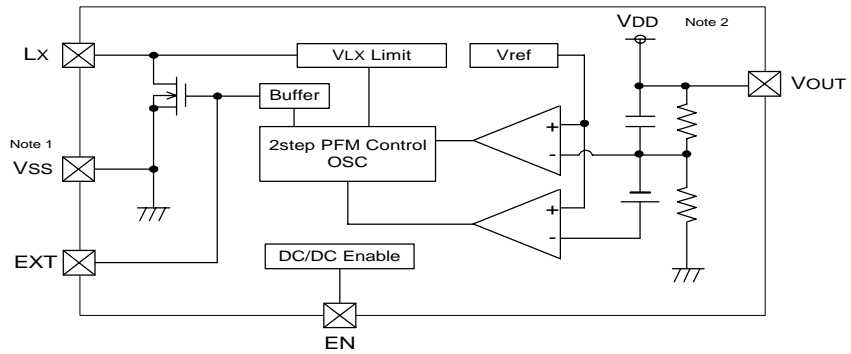 VDD
Note 2
LX
VLX Limit
Vref
VOUT
Buffer
+
-
Note 1
2step PFM Control
OSC
VSS
+
-
EXT
DC/DC Enable
EN